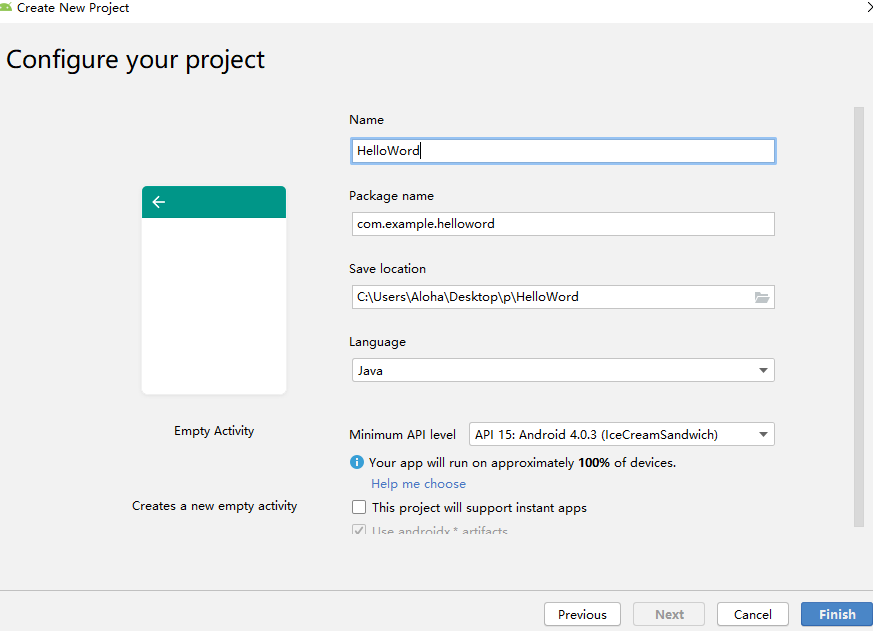 Create New Project
Configure your project
Name
HelloWord
Package name
com.example.helloword
Save location
C:\Users\Aloha\Desktop\p\HelloWord
Language
Java
Empty Activity
Minimum API level
API 15: Android 4.0.3 (IceCreamSandwich)
Your app will run on approximately 100% of devices.
Help me choose
Creates a new empty activity
This project will support instant apps
Use androidx.* artifacts
Previous
Next
Cancel
Finish